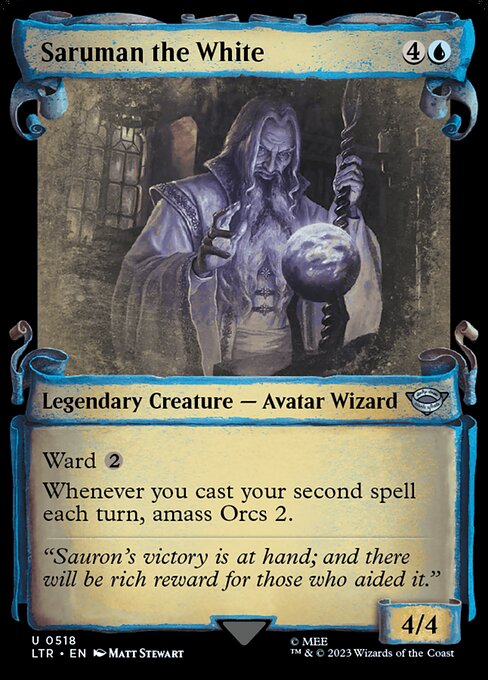 Saruman the White 4
Legendary Creature — Avatar Wizard
Ward 2
Whenever you cast your second spell
each turn, amass Orcs 2.
“Sauron’s victory is at hand; and there
will be rich reward for those who aided it.”
4/4
U 0518
LTR • EN Matt Stewart
© MEE
™ & © 2023 Wizards of the Coast